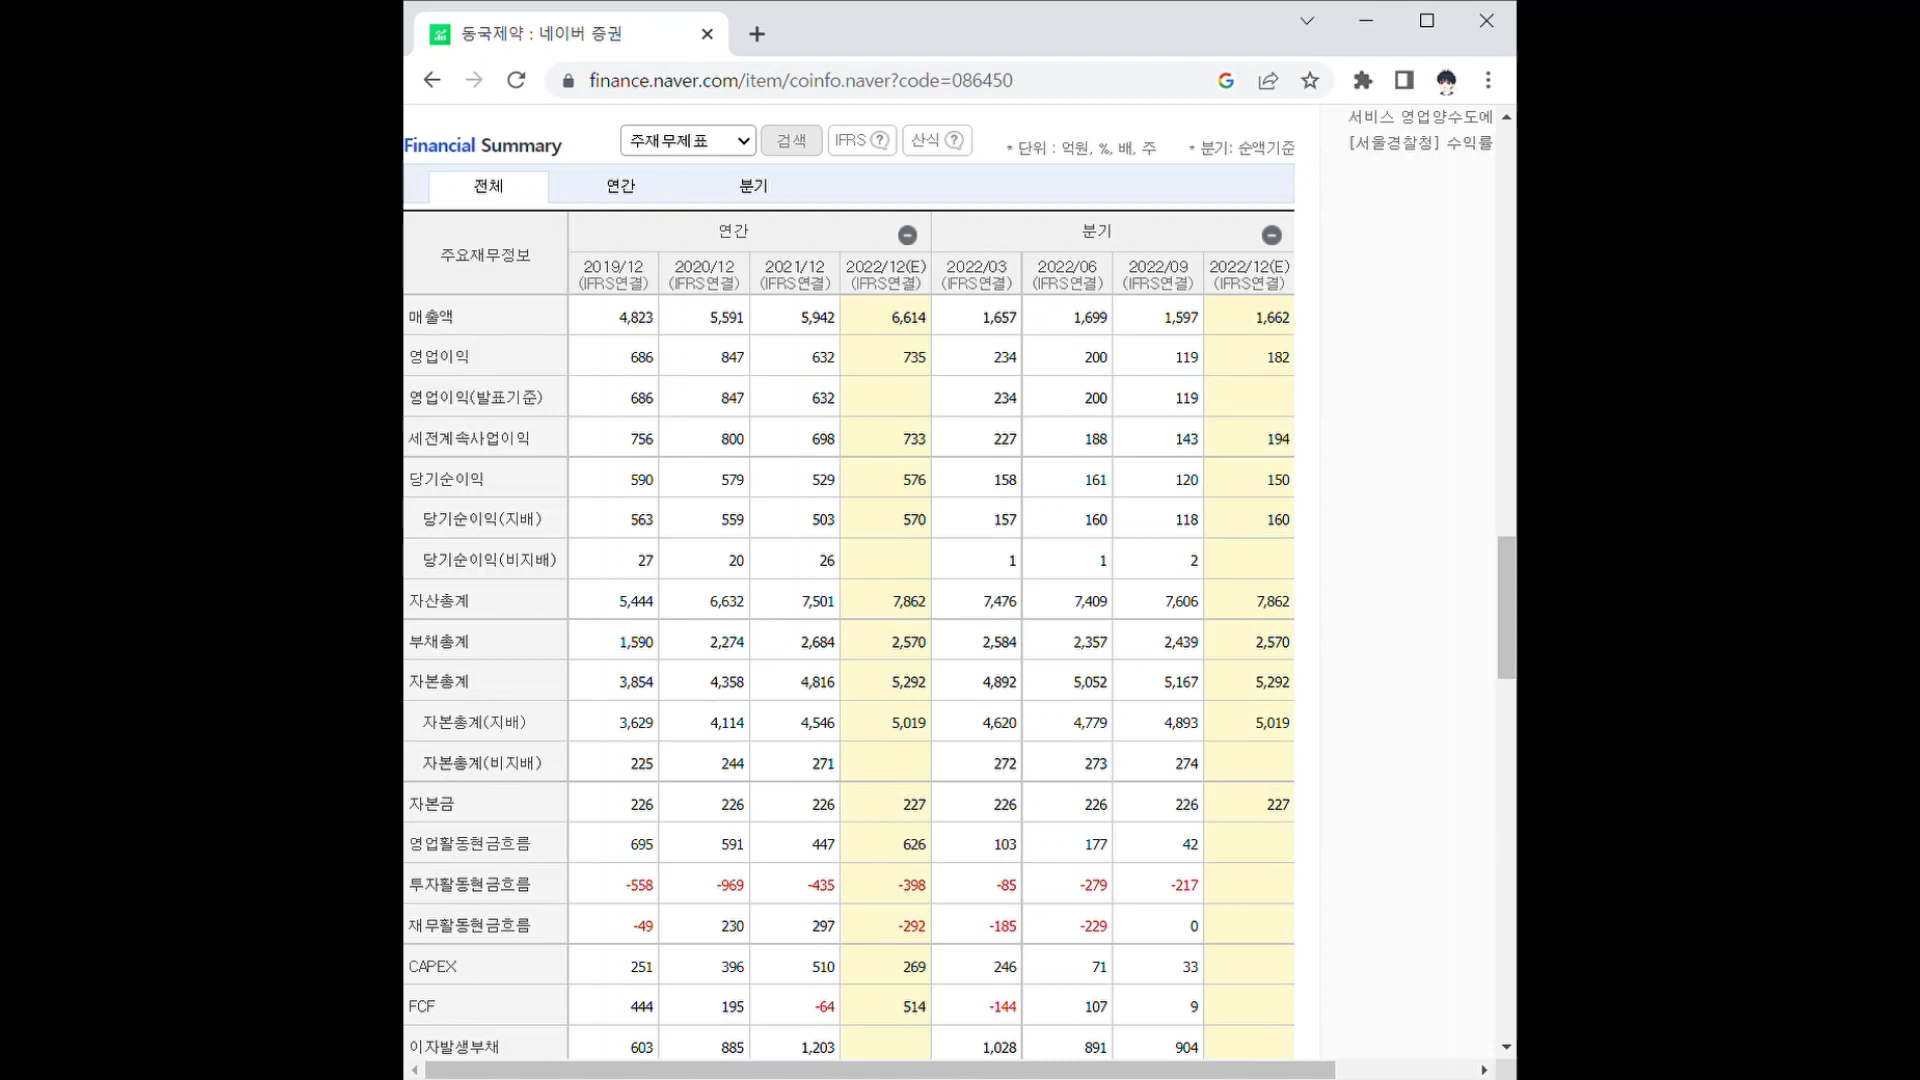 동국제약 : 네이버 증권
finance.naver.com/item/coinfo.naver?code=086450
서비스 영업양수도에
[서울경찰청] 수익률
Financial Summary 주재무제표 검색 IFRS ? 산식 ? * 단위 : 억원, %, 배, 주 * 분기: 순액기준
전체 연간 분기
주요재무정보 연간 분기
2019/12 2020/12 2021/12 2022/12(E) 2022/03 2022/06 2022/09 2022/12(E)
(IFRS연결) (IFRS연결) (IFRS연결) (IFRS연결) (IFRS연결) (IFRS연결) (IFRS연결) (IFRS연결)
매출액 4,823 5,591 5,942 6,614 1,657 1,699 1,597 1,662
영업이익 686 847 632 735 234 200 119 182
영업이익(발표기준) 686 847 632 234 200 119
세전계속사업이익 756 800 698 733 227 188 143 194
당기순이익 590 579 529 576 158 161 120 150
당기순이익(지배) 563 559 503 570 157 160 118 160
당기순이익(비지배) 27 20 26 1 1 2
자산총계 5,444 6,632 7,501 7,862 7,476 7,409 7,606 7,862
부채총계 1,590 2,274 2,684 2,570 2,584 2,357 2,439 2,570
자본총계 3,854 4,358 4,816 5,292 4,892 5,052 5,167 5,292
자본총계(지배) 3,629 4,114 4,546 5,019 4,620 4,779 4,893 5,019
자본총계(비지배) 225 244 271 272 273 274
자본금 226 226 226 227 226 226 226 227
영업활동현금흐름 695 591 447 626 103 177 42
투자활동현금흐름 -558 -969 -435 -398 -85 -279 -217
재무활동현금흐름 -49 230 297 -292 -185 -229 0
CAPEX 251 396 510 269 246 71 33
FCF 444 195 -64 514 -144 107 9
이자발생부채 603 885 1,203 1,028 891 904